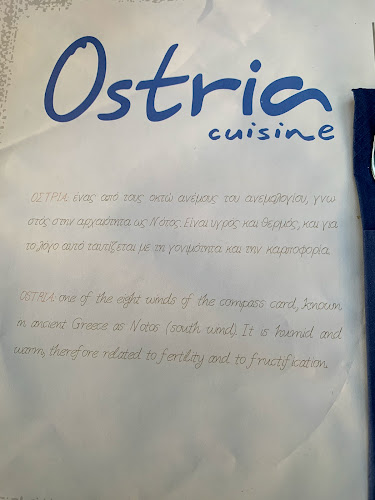 Ostria
cuisine
ΟΣΤΡΙΑ: ένας από τους οκτώ ανέμους του ανεμολογίου, γνω
στός στην αρχαιότητα ως Νότος. Είναι υγρός και θερμός, και για
το λόγο αυτό ταυτίζεται με τη γονιμότητα και την καρποφορία.
OSTRIA: one of the eight winds of the compass card, known
in ancient Greece as Notos (south wind). It is humid and
warm, therefore related to fertility and to fructification.